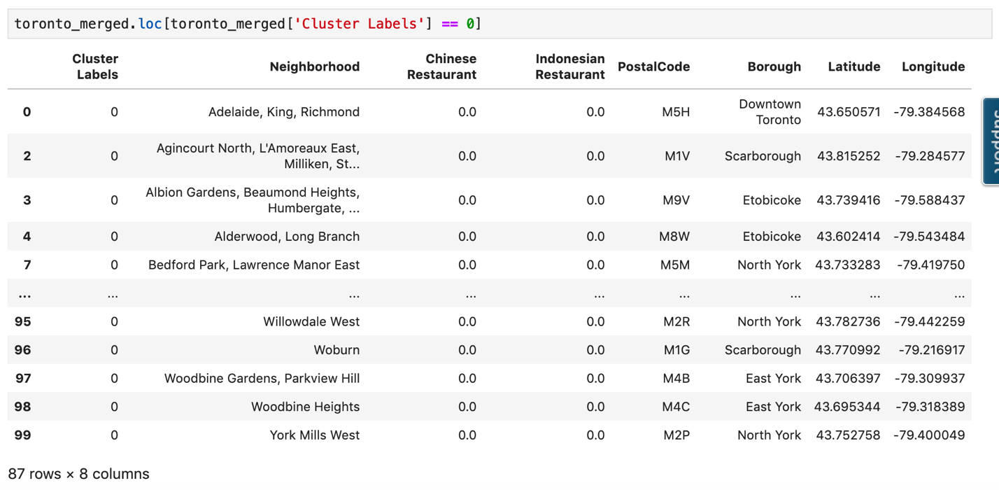 toronto_merged.loc[toronto_merged['Cluster Labels'] == 0]
Cluster Labels Neighborhood Chinese Restaurant Indonesian Restaurant PostalCode Borough Latitude Longitude
0 0 Adelaide, King, Richmond 0.0 0.0 M5H Downtown Toronto 43.650571 -79.384568
2 0 Agincourt North, L'Amoreaux East, Milliken, St... 0.0 0.0 M1V Scarborough 43.815252 -79.284577
3 0 Albion Gardens, Beaumond Heights, Humbergate, ... 0.0 0.0 M9V Etobicoke 43.739416 -79.588437
4 0 Alderwood, Long Branch 0.0 0.0 M8W Etobicoke 43.602414 -79.543484
7 0 Bedford Park, Lawrence Manor East 0.0 0.0 M5M North York 43.733283 -79.419750
... ... ... ... ... ... ... ... ...
95 0 Willowdale West 0.0 0.0 M2R North York 43.782736 -79.442259
96 0 Woburn 0.0 0.0 M1G Scarborough 43.770992 -79.216917
97 0 Woodbine Gardens, Parkview Hill 0.0 0.0 M4B East York 43.706397 -79.309937
98 0 Woodbine Heights 0.0 0.0 M4C East York 43.695344 -79.318389
99 0 York Mills West 0.0 0.0 M2P North York 43.752758 -79.400049
87 rows × 8 columns
Support